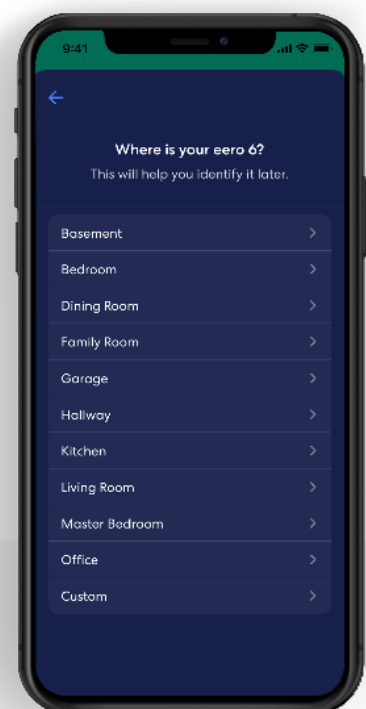 9:41
Where is your eero 6?
This will help you identify it later.
Basement
Bedroom
Dining Room
Family Room
Garage
Hallway
Kitchen
Living Room
Master Bedroom
Office
Custom